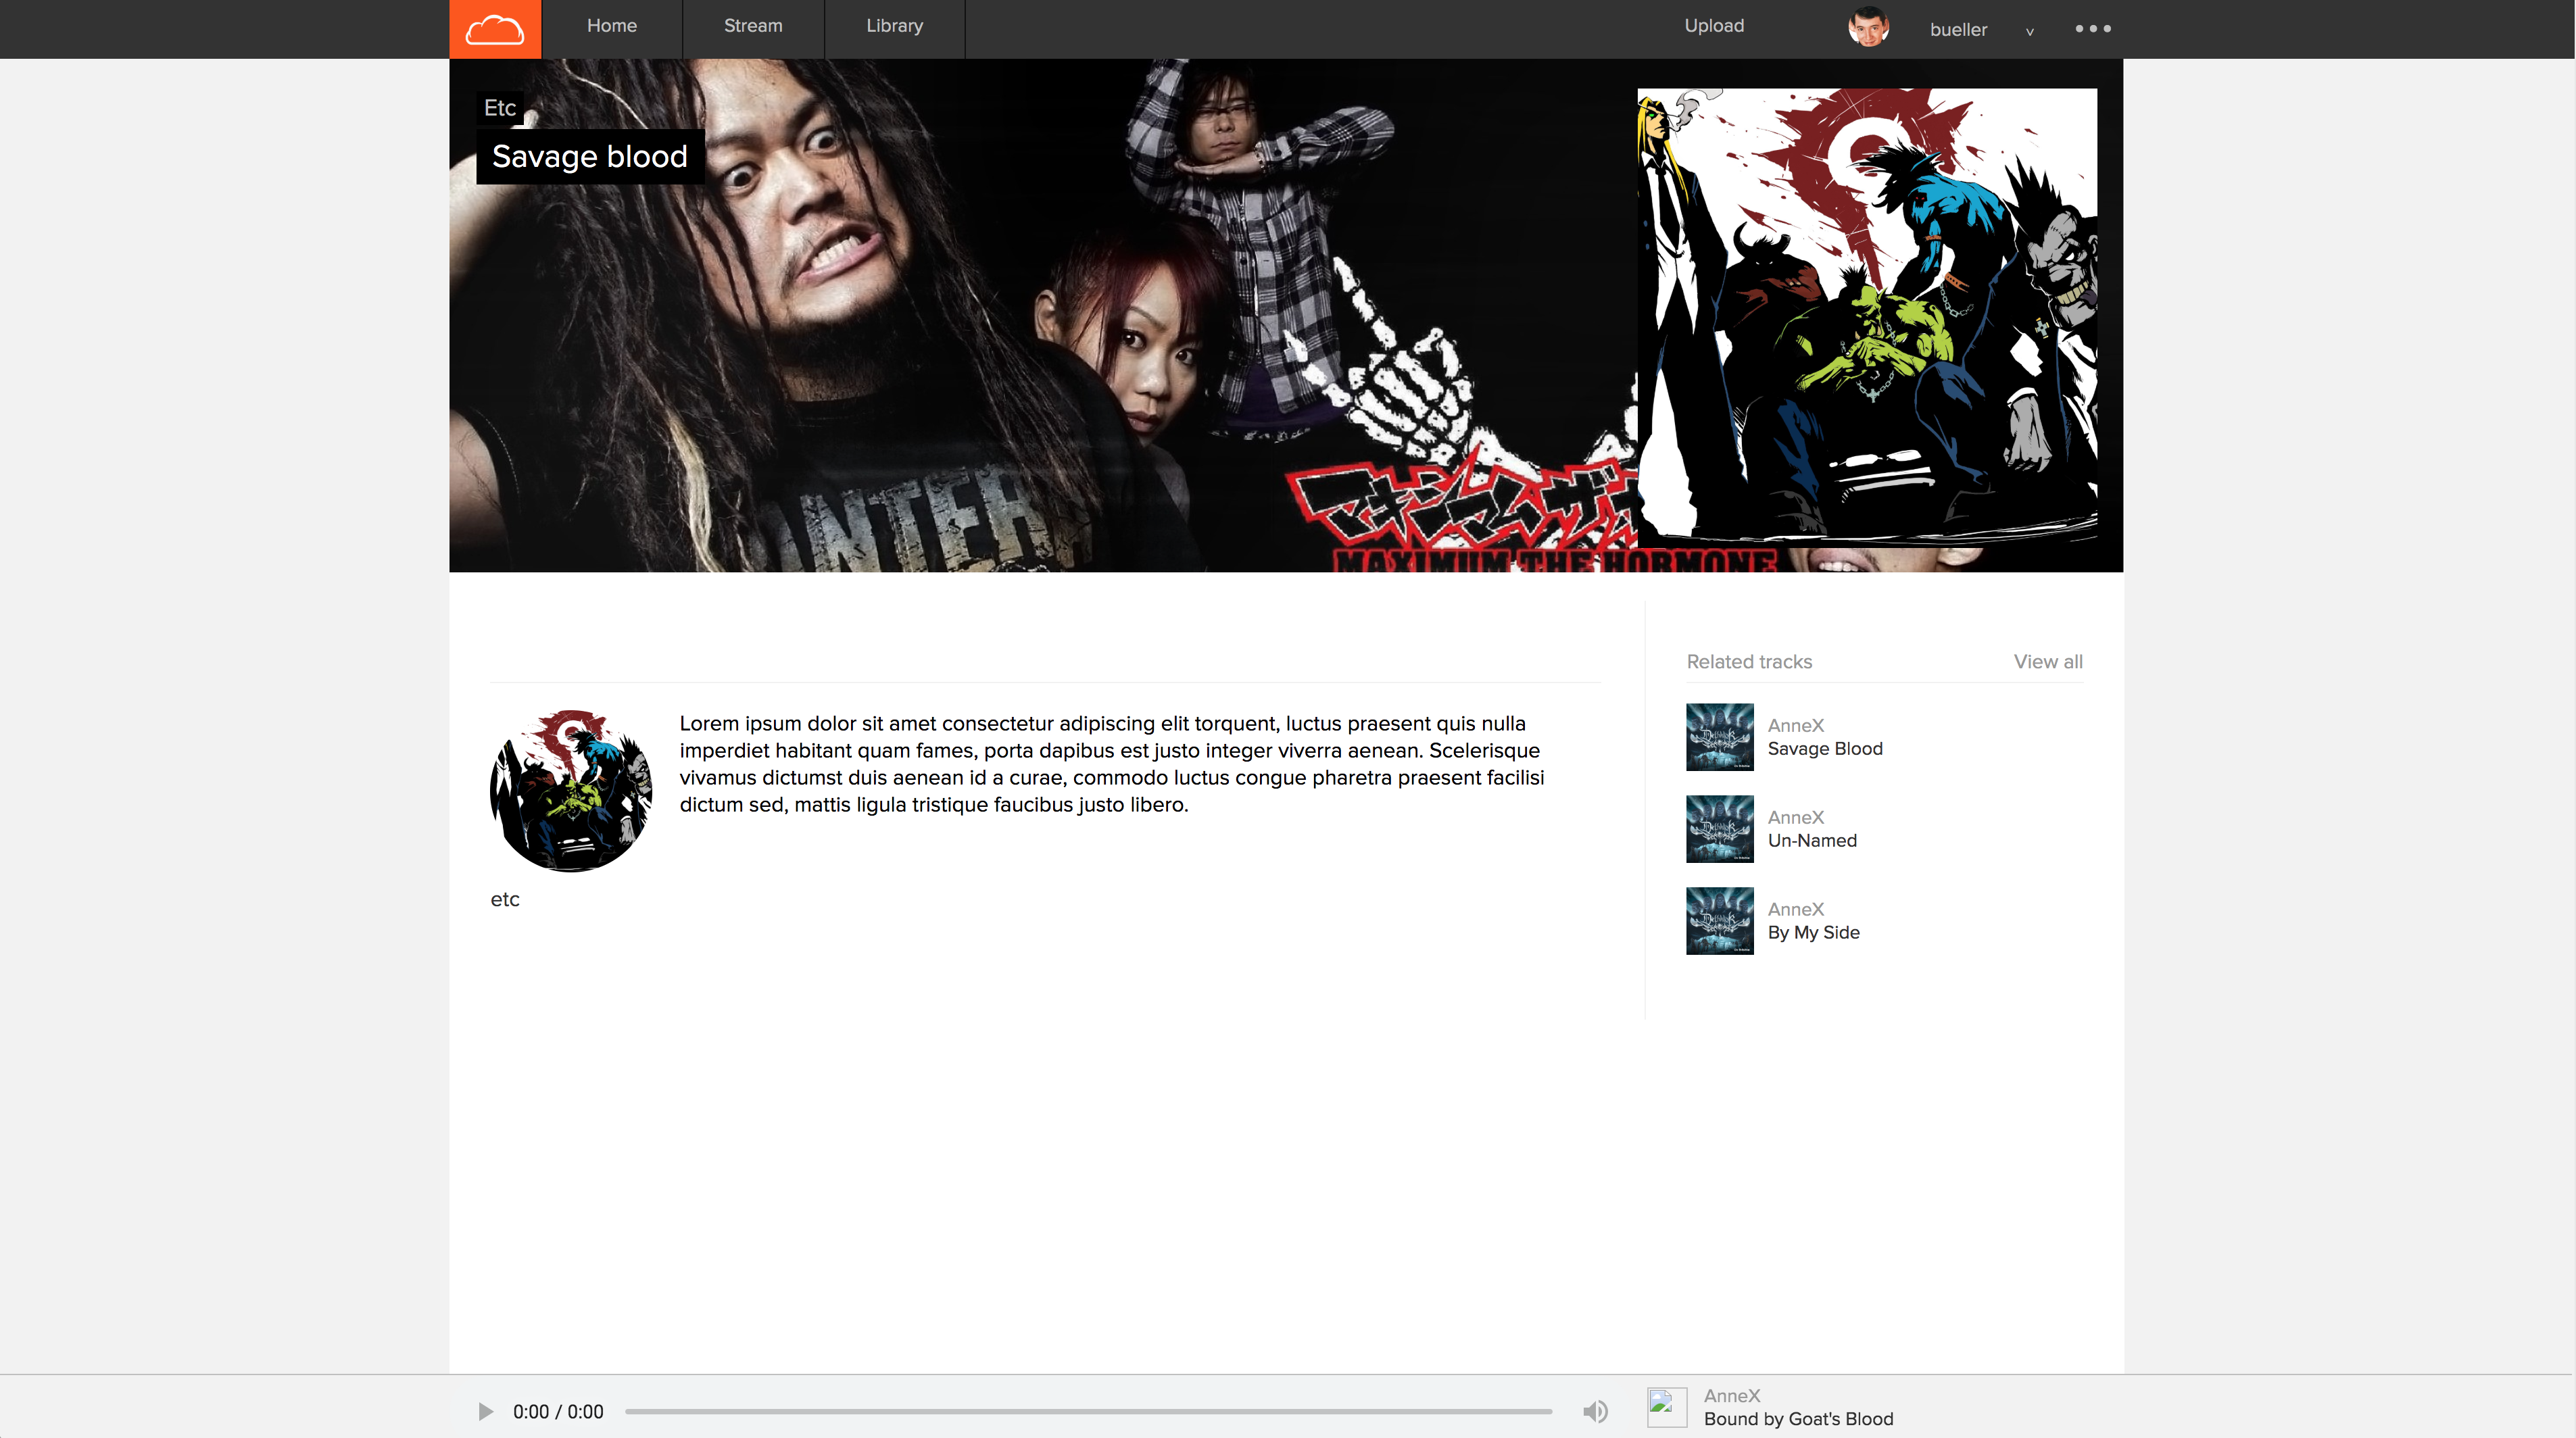 Home
Stream
Library
Upload
bueller
v
Etc
Savage blood
マキシマム ザ
MAXIMUM THE HORMONE
Related tracks
View all
Lorem ipsum dolor sit amet consectetur adipiscing elit torquent, luctus praesent quis nulla
imperdiet habitant quam fames, porta dapibus est justo integer viverra aenean. Scelerisque
vivamus dictumst duis aenean id a curae, commodo luctus congue pharetra praesent facilisi
dictum sed, mattis ligula tristique faucibus justo libero.
etc
AnneX
Savage Blood
AnneX
Un-Named
AnneX
By My Side
0:00 / 0:00
AnneX
Bound by Goat's Blood